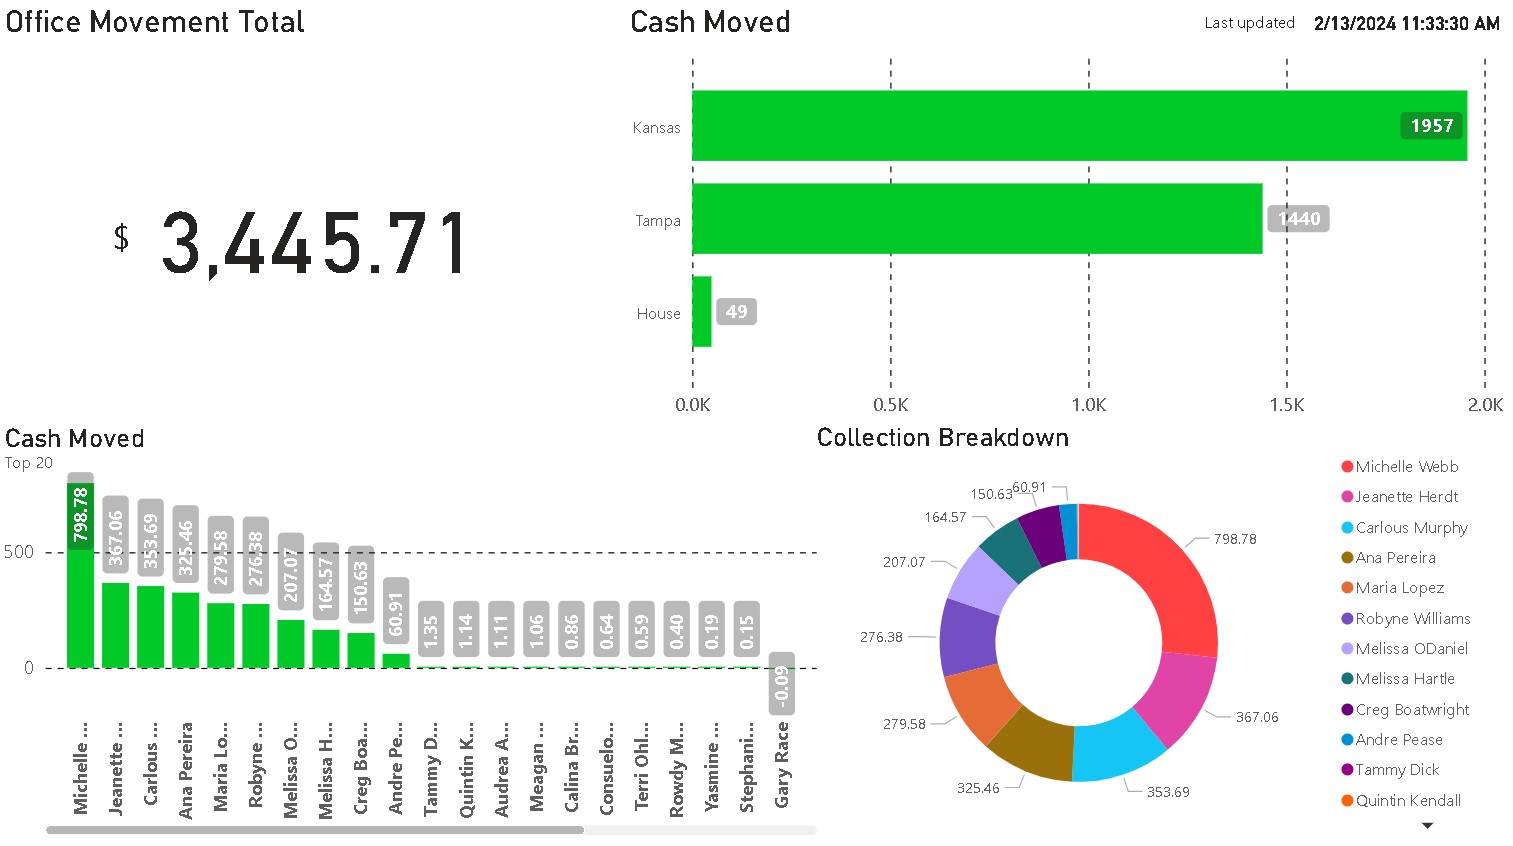 Office Movement Total
$ 3,445.71
Cash Moved
Last updated 2/13/2024 11:33:30 AM
Kansas 1957
Tampa 1440
House 49
0.0K 0.5K 1.0K 1.5K 2.0K
Cash Moved
Top 20
500
0
798.78 367.06 353.69 325.46 279.58 276.38 207.07 164.57 150.63 60.91 1.35 1.14 1.11 1.06 0.86 0.64 0.59 0.40 0.19 0.15 -0.09
Michelle ...
Jeanette ...
Carlous ...
Ana Pereira
Maria Lo...
Robyne ...
Melissa O...
Melissa H...
Creg Boa...
Andre Pe...
Tammy D...
Quintin K...
Audrea A...
Meagan ...
Calina Br...
Consuelo...
Terri Ohl...
Rowdy M...
Yasmine ...
Stephani...
Gary Race
Collection Breakdown
798.78
367.06
353.69
325.46
279.58
276.38
207.07
164.57
150.63
60.91
Michelle Webb
Jeanette Herdt
Carlous Murphy
Ana Pereira
Maria Lopez
Robyne Williams
Melissa ODaniel
Melissa Hartle
Creg Boatwright
Andre Pease
Tammy Dick
Quintin Kendall